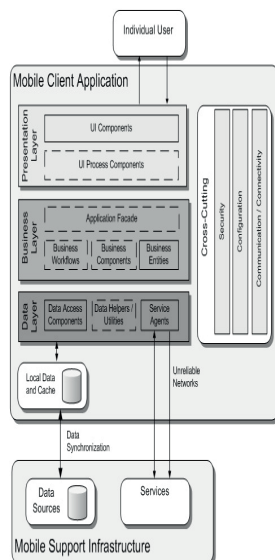 Individual User
Mobile Client Application
Presentation
Layer
UI Components
UI Process Components
Business
Layer
Application Facade
Business
Workflows
Business
Components
Business
Entities
Data
Layer
Data Access
Components
Data Helpers /
Utilities
Service
Agents
Cross-Cutting
Security
Configuration
Communication / Connectivity
Local Data
and Cache
Unreliable
Networks
Data
Synchronization
Data
Sources
Services
Mobile Support Infrastructure